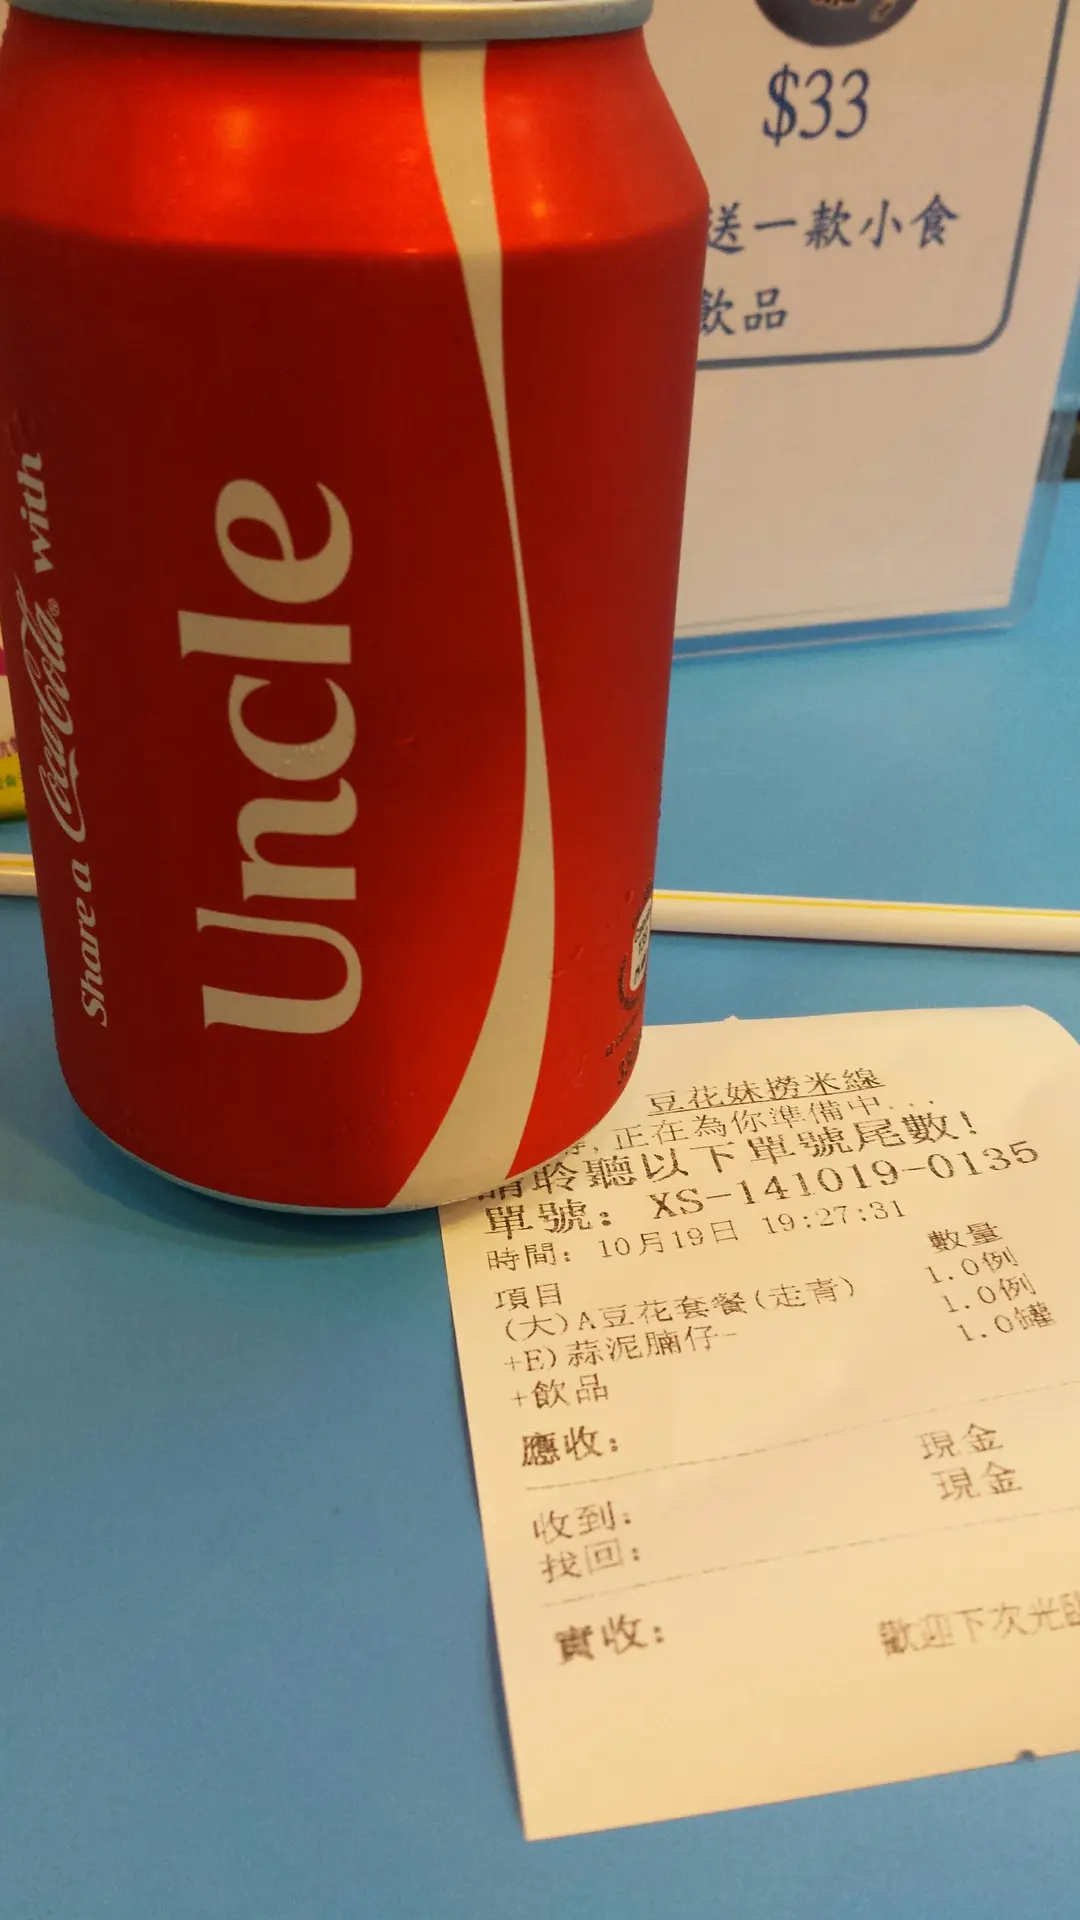 $33
送一款小食
飲品
Share a Coca-Cola® with
Uncle
豆花妹撈米線
正在為你準備中...
請聆聽以下單號尾數!
單號: XS-141019-0135
時間: 10月19日 19:27:31
項目 數量
(大)A豆花套餐(走青) 1.0例
+E)蒜泥腩仔- 1.0例
+飲品 1.0罐
應收: 現金
收到: 現金
找回:
實收:
歡迎下次光臨